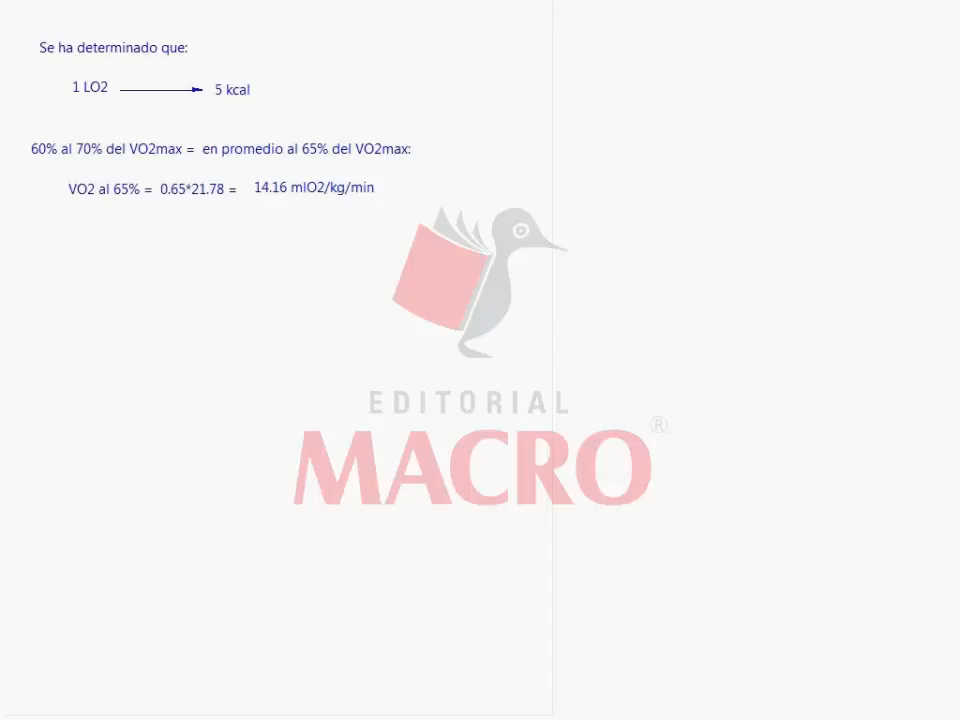 Se ha determinado que:
1 LO2 5 kcal
60% al 70% del VO2max = en promedio al 65% del VO2max:
VO2 al 65% = 0.65*21.78 = 14.16 mlO2/kg/min
EDITORIAL
MACRO®